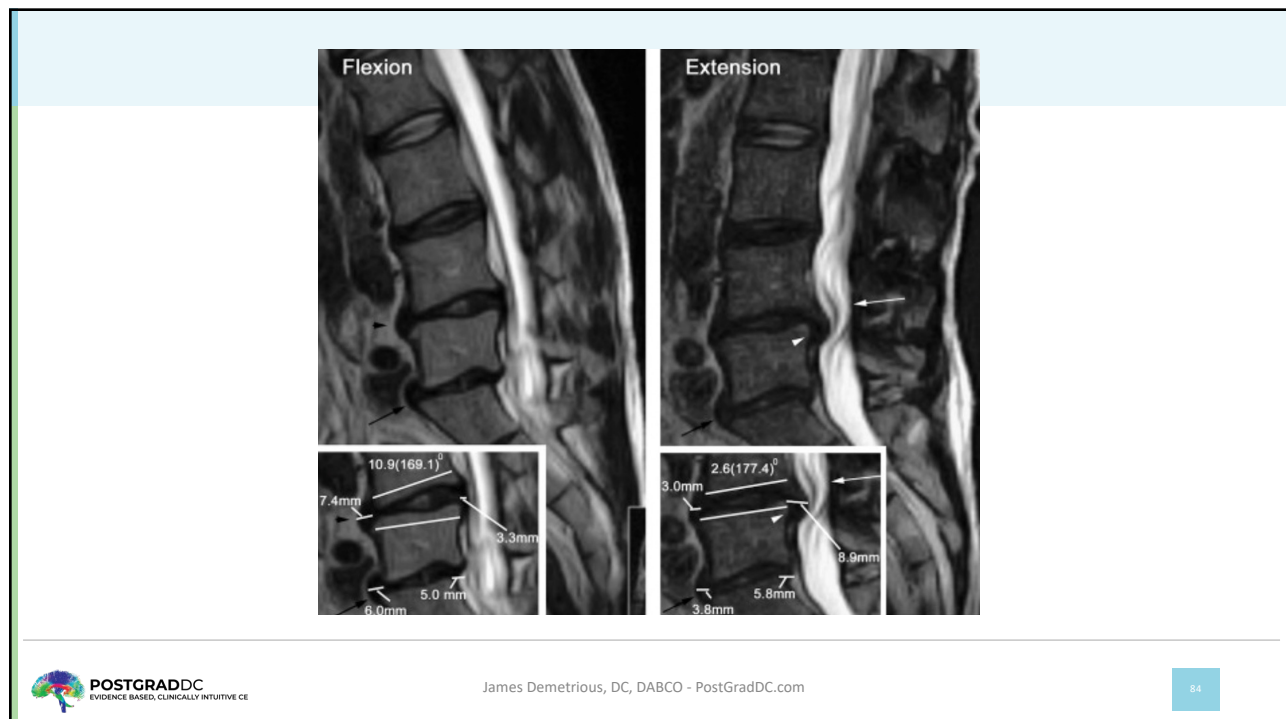 Flexion
Extension
10.9(169.1)⁰
7.4mm
3.3mm
5.0 mm
6.0mm
2.6(177.4)⁰
3.0mm
8.9mm
5.8mm
3.8mm
POSTGRADDC
EVIDENCE BASED, CLINICALLY INTUITIVE CE
James Demetrious, DC, DABCO - PostGradDC.com
84